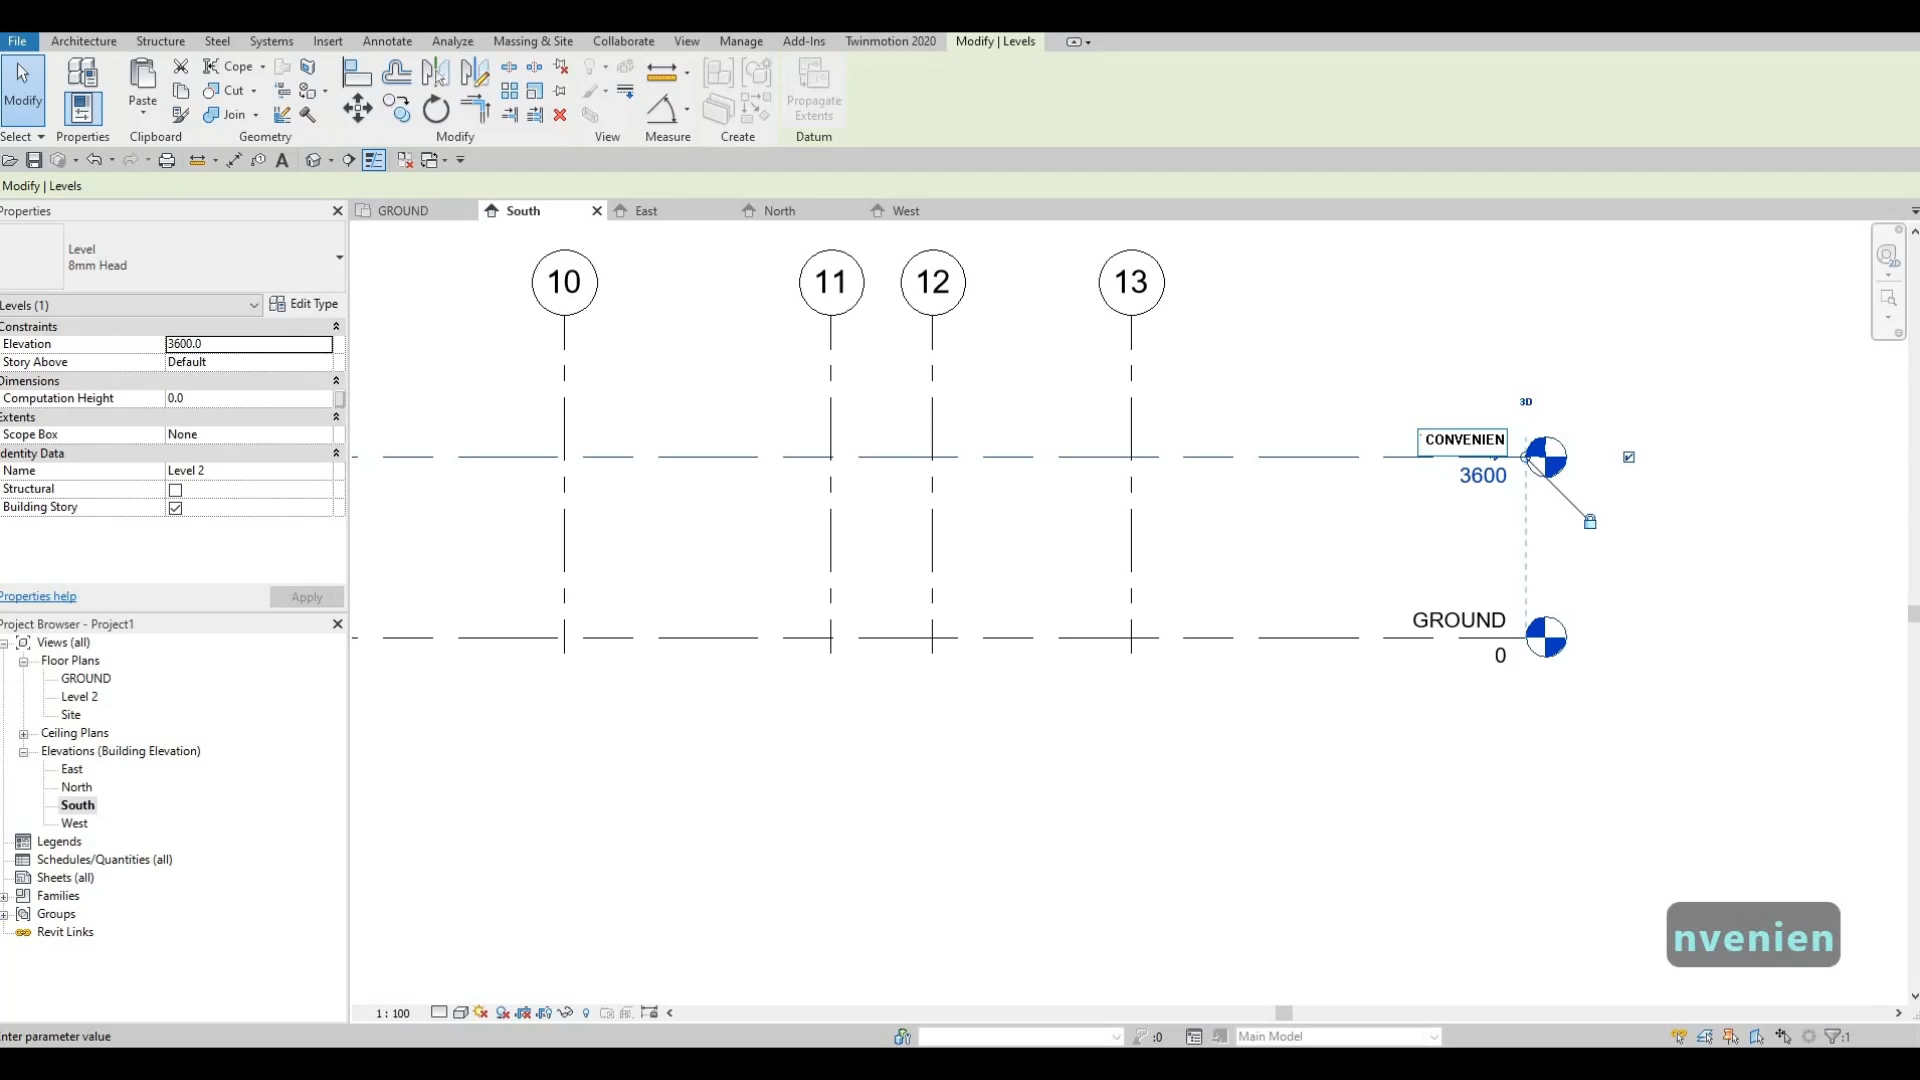 File Architecture Structure Steel Systems Insert Annotate Analyze Massing & Site Collaborate View Manage Add-Ins Twinmotion 2020 Modify | Levels
Modify
Paste
Cope
Cut
Join
Propagate
Extents
Select Properties Clipboard Geometry Modify View Measure Create Datum
Modify | Levels
Properties
GROUND South East North West
Level
8mm Head
Levels (1) Edit Type
Constraints
Elevation 3600.0
Story Above Default
Dimensions
Computation Height 0.0
Extents
Scope Box None
Identity Data
Name Level 2
Structural
Building Story
Properties help Apply
Project Browser - Project1
Views (all)
Floor Plans
GROUND
Level 2
Site
Ceiling Plans
Elevations (Building Elevation)
East
North
South
West
Legends
Schedules/Quantities (all)
Sheets (all)
Families
Groups
Revit Links
10 11 12 13
3D
2D
CONVENIEN
3600
GROUND
0
nvenien
1 : 100
Enter parameter value
:0
Main Model
:1